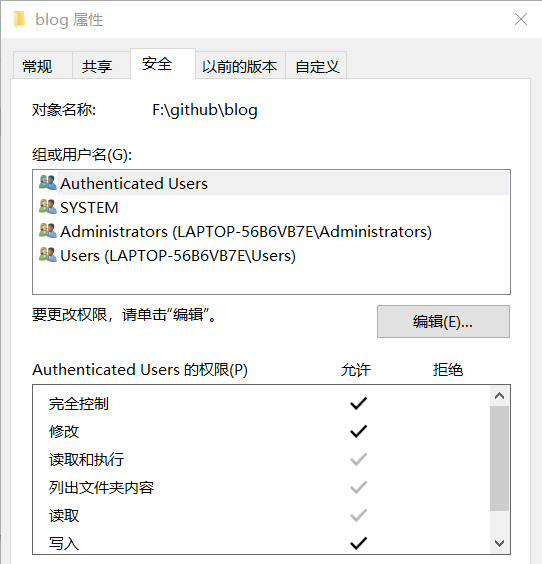 blog 属性
常规 共享 安全 以前的版本 自定义
对象名称: F:\github\blog
组或用户名(G):
Authenticated Users
SYSTEM
Administrators (LAPTOP-56B6VB7E\Administrators)
Users (LAPTOP-56B6VB7E\Users)
要更改权限，请单击“编辑”。
编辑(E)...
Authenticated Users 的权限(P) 允许 拒绝
完全控制
修改
读取和执行
列出文件夹内容
读取
写入